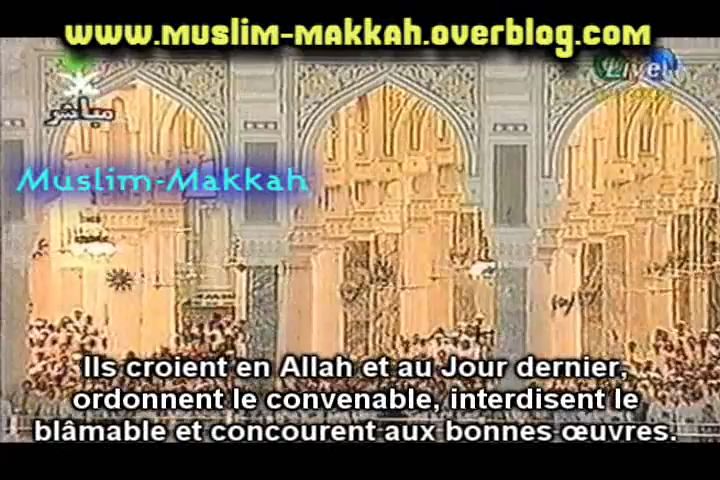 www.muslim-makkah.overblog.com
Live!
مباشر
Muslim-Makkah
Ils croient en Allah et au Jour dernier,
ordonnent le convenable, interdisent le
blâmable et concourent aux bonnes œuvres.